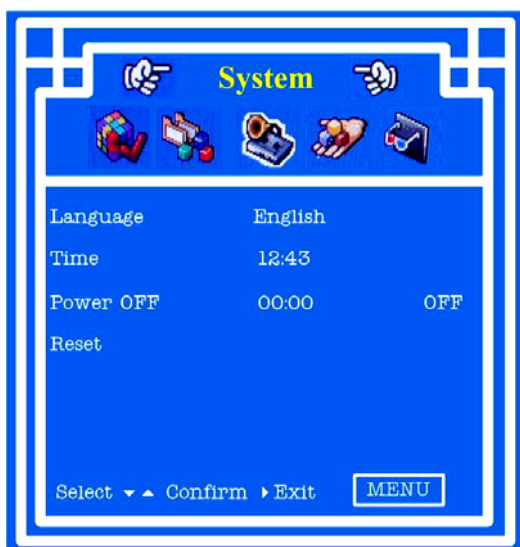 System
Language English
Time 12:43
Power OFF 00:00 OFF
Reset
Select ▾ ▴ Confirm ▸ Exit MENU